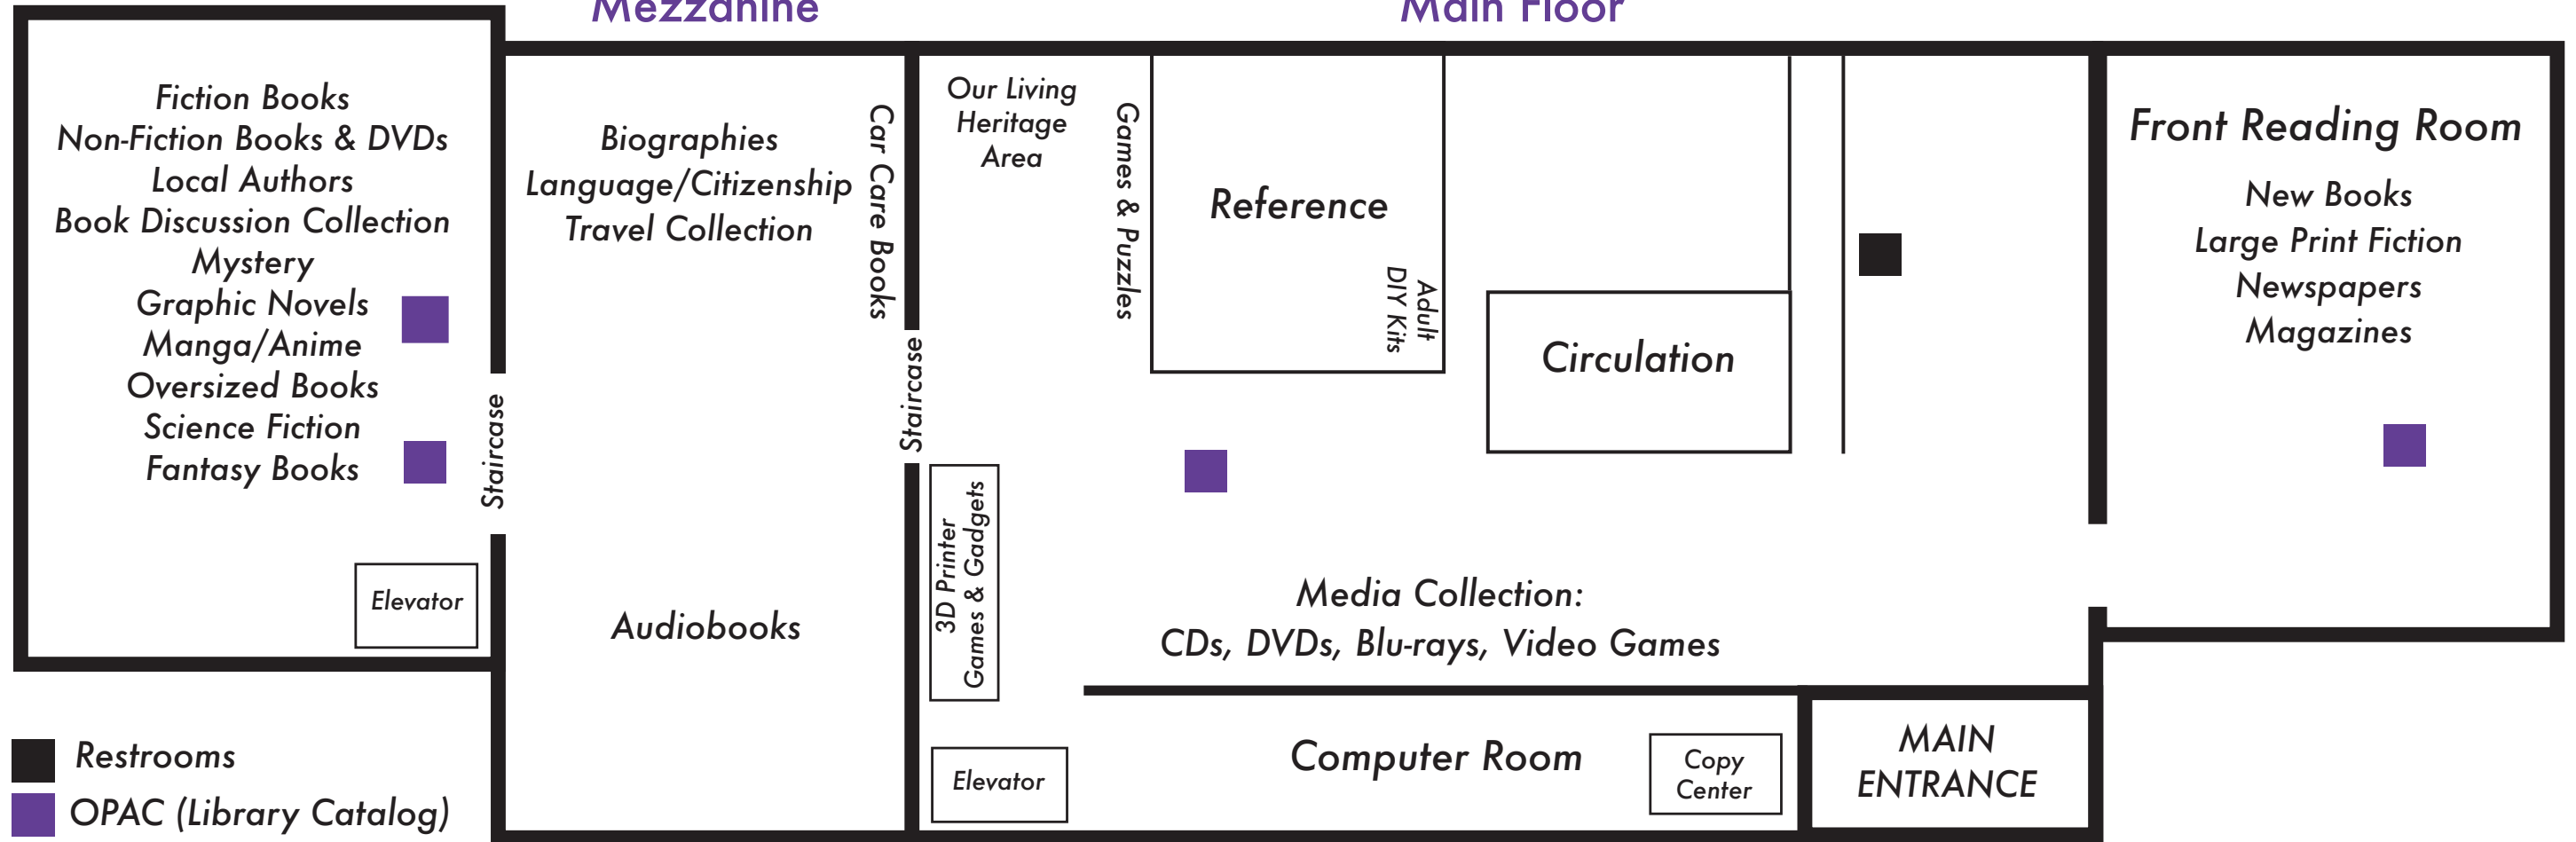 Mezzanine
Main Floor
Fiction Books
Non-Fiction Books & DVDs
Local Authors
Book Discussion Collection
Mystery
Graphic Novels
Manga/Anime
Oversized Books
Science Fiction
Fantasy Books
Elevator
Staircase
Biographies
Language/Citizenship
Travel Collection
Car Care Books
Audiobooks
Staircase
Our Living
Heritage
Area
Games & Puzzles
3D Printer
Games & Gadgets
Elevator
Reference
Adult
DIY Kits
Circulation
Media Collection:
CDs, DVDs, Blu-rays, Video Games
Computer Room
Copy
Center
MAIN
ENTRANCE
Front Reading Room
New Books
Large Print Fiction
Newspapers
Magazines
Restrooms
OPAC (Library Catalog)